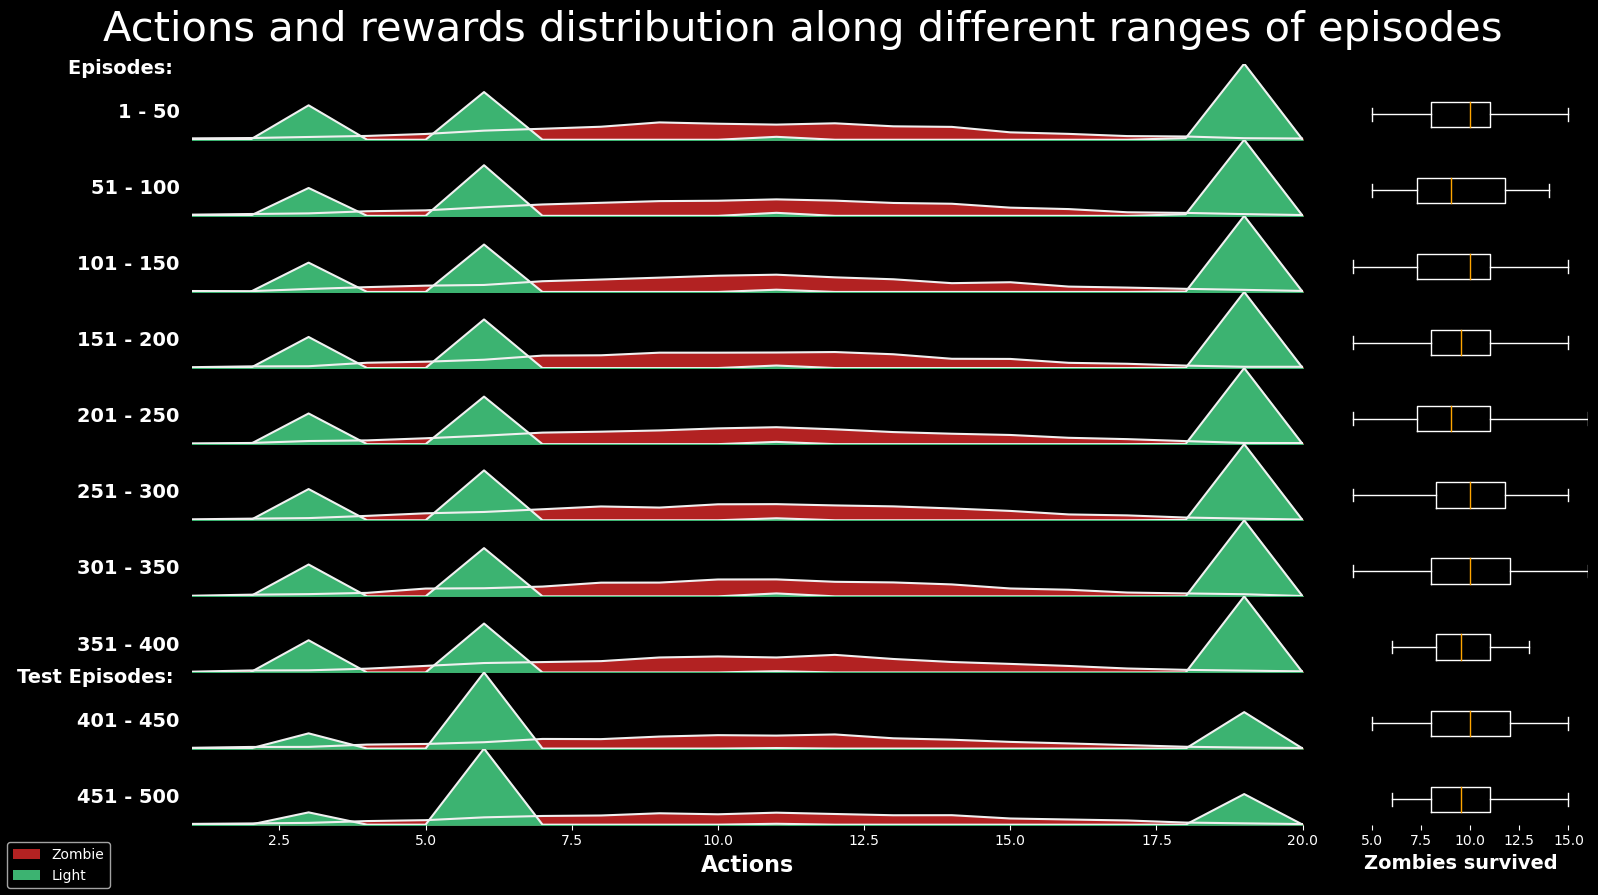 Actions and rewards distribution along different ranges of episodes
Episodes:
1 - 50
51 - 100
101 - 150
151 - 200
201 - 250
251 - 300
301 - 350
351 - 400
Test Episodes:
401 - 450
451 - 500
2.5 5.0 7.5 10.0 12.5 15.0 17.5 20.0
5.0 7.5 10.0 12.5 15.0
Actions
Zombies survived
Zombie
Light